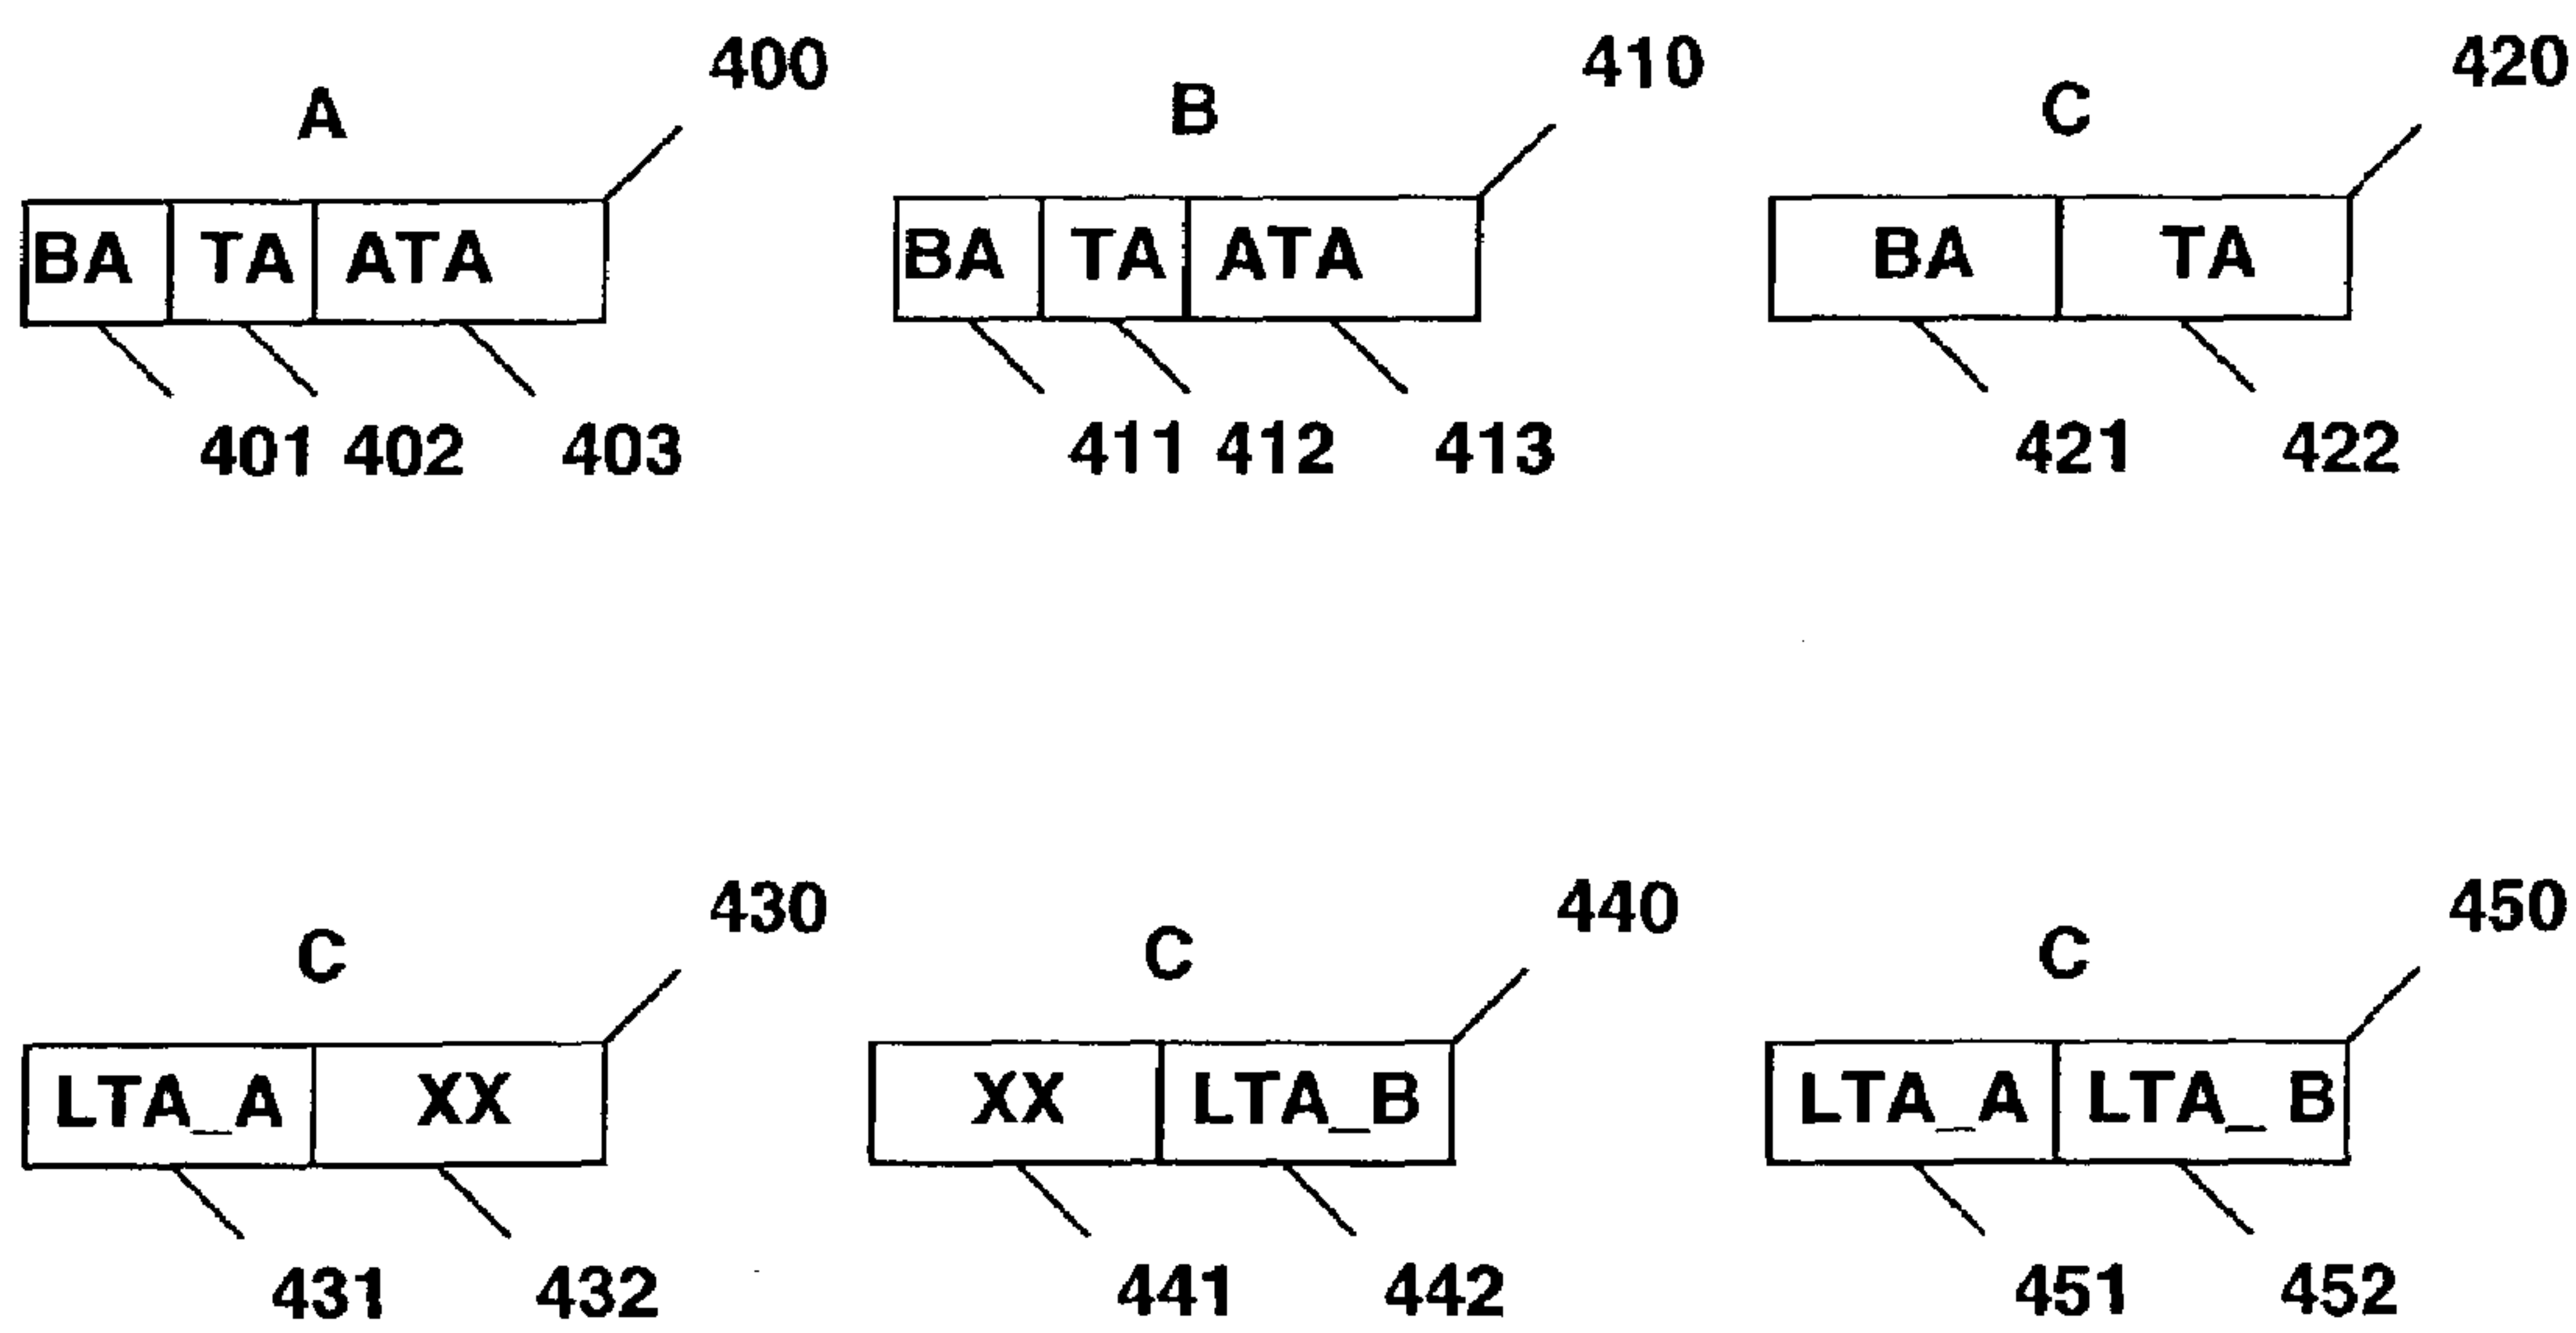 400 410 420
A B C
BA TA ATA BA TA ATA BA TA
401 402 403 411 412 413 421 422
430 440 450
C C C
LTA_A XX XX LTA_B LTA_A LTA_ B
431 432 441 442 451 452